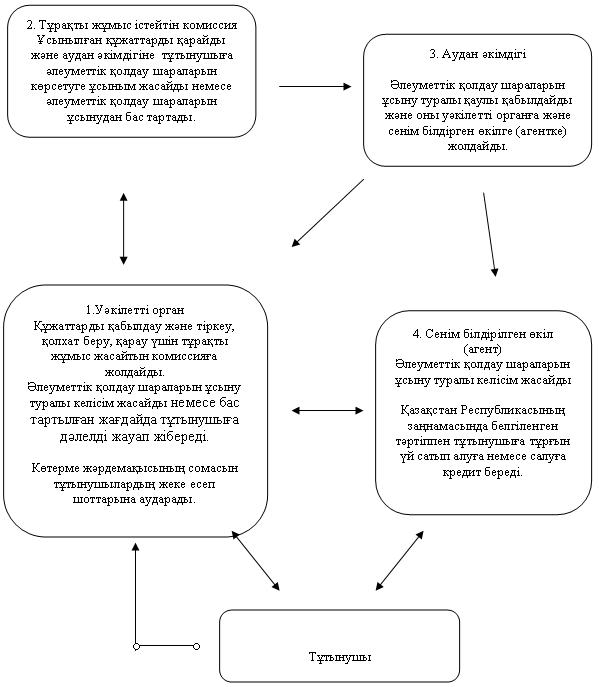 2. Тұрақты жұмыс істейтін комиссия
Ұсынылған құжаттарды қарайды
және аудан әкімдігіне тұтынушыға
әлеуметтік қолдау шараларын
көрсетуге ұсыным жасайды немесе
әлеуметтік қолдау шараларын
ұсынудан бас тартады.
3. Аудан әкімдігі
Әлеуметтік қолдау шараларын
ұсыну туралы қаулы қабылдайды
және оны уәкілетті органға және
сенім білдірген өкілге (агентке)
жолдайды.
1.Уәкілетті орган
Құжаттарды қабылдау және тіркеу,
қолхат беру, қарау үшін тұрақты
жұмыс жасайтын комиссияға
жолдайды.
Әлеуметтік қолдау шараларын ұсыну
туралы келісім жасайды немесе бас
тартылған жағдайда тұтынушыға
дәлелді жауап жібереді.
Көтерме жәрдемақысының сомасын
тұтынушылардың жеке есеп
шоттарына аударады.
4. Сенім білдірілген өкіл
(агент)
Әлеуметтік қолдау шараларын
ұсыну туралы келісім жасайды
Қазақстан Республикасының
заңнамасында белгіленген
тәртіппен тұтынушыға тұрғын
үй сатып алуға немесе салуға
кредит береді.
Тұтынушы